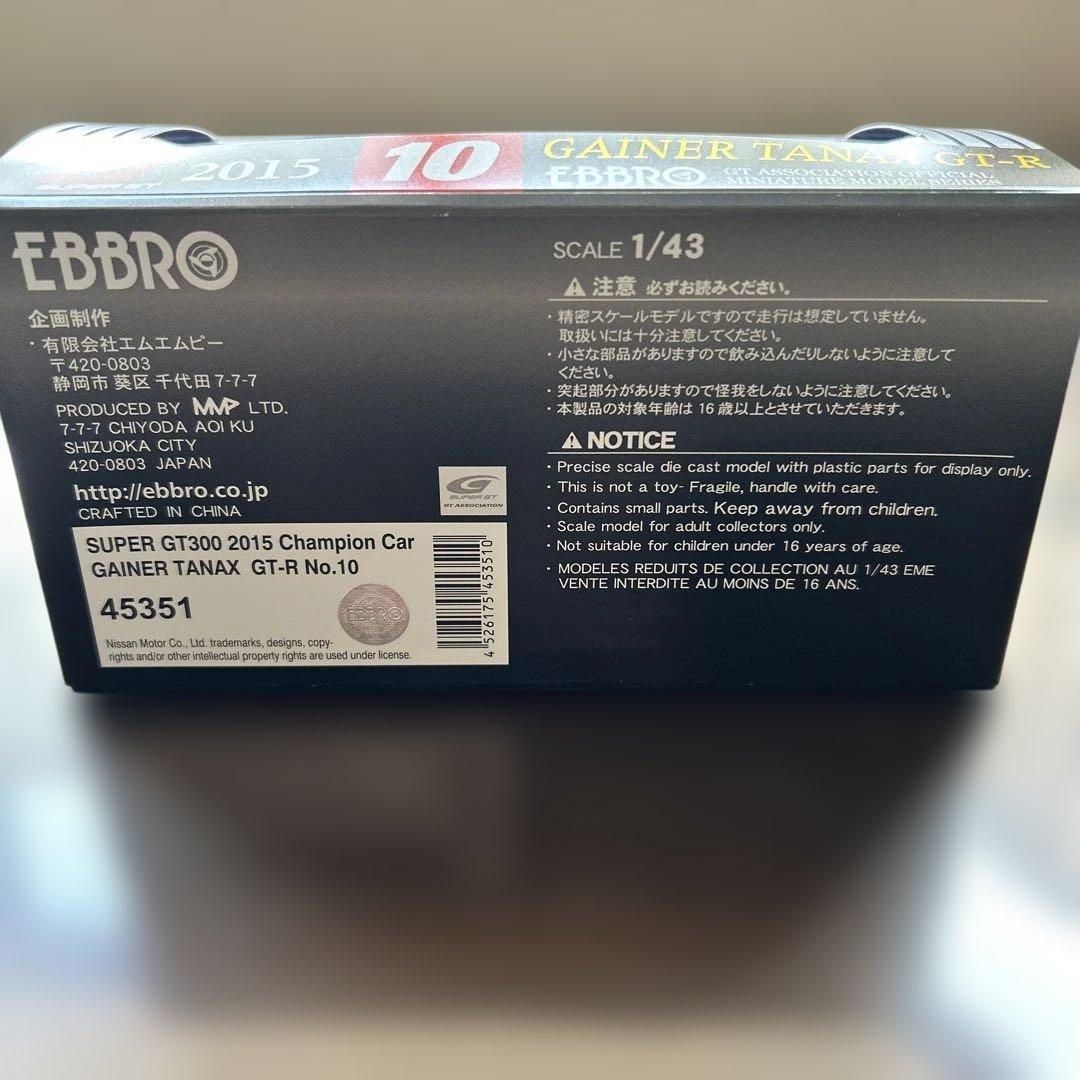 SUPER GT 2015 10 GAINER TANAX GT-R
EBBRO GT ASSOCIATION OFFICIAL
MINIATURE MODEL SERIES
EBBRO
企画制作
・有限会社エムエムピー
〒420-0803
静岡市 葵区 千代田 7-7-7
PRODUCED BY MMP LTD.
7-7-7 CHIYODA AOI KU
SHIZUOKA CITY
420-0803 JAPAN
http://ebbro.co.jp
CRAFTED IN CHINA
SUPER GT
GT ASSOCIATION
SUPER GT300 2015 Champion Car
GAINER TANAX GT-R No.10
45351
EBBRO
Nissan Motor Co., Ltd. trademarks, designs, copy-
rights and/or other intellectual property rights are used under license.
4 526175 453510
SCALE 1/43
注意 必ずお読みください。
・精密スケールモデルですので走行は想定していません。
取扱いには十分注意してください。
・小さな部品がありますので飲み込んだりしないように注意して
ください。
・突起部分がありますので怪我をしないように注意してください。
・本製品の対象年齢は 16 歳以上とさせていただきます。
NOTICE
・Precise scale die cast model with plastic parts for display only.
・This is not a toy- Fragile, handle with care.
・Contains small parts. Keep away from children.
・Scale model for adult collectors only.
・Not suitable for children under 16 years of age.
・MODELES REDUITS DE COLLECTION AU 1/43 EME
VENTE INTERDITE AU MOINS DE 16 ANS.